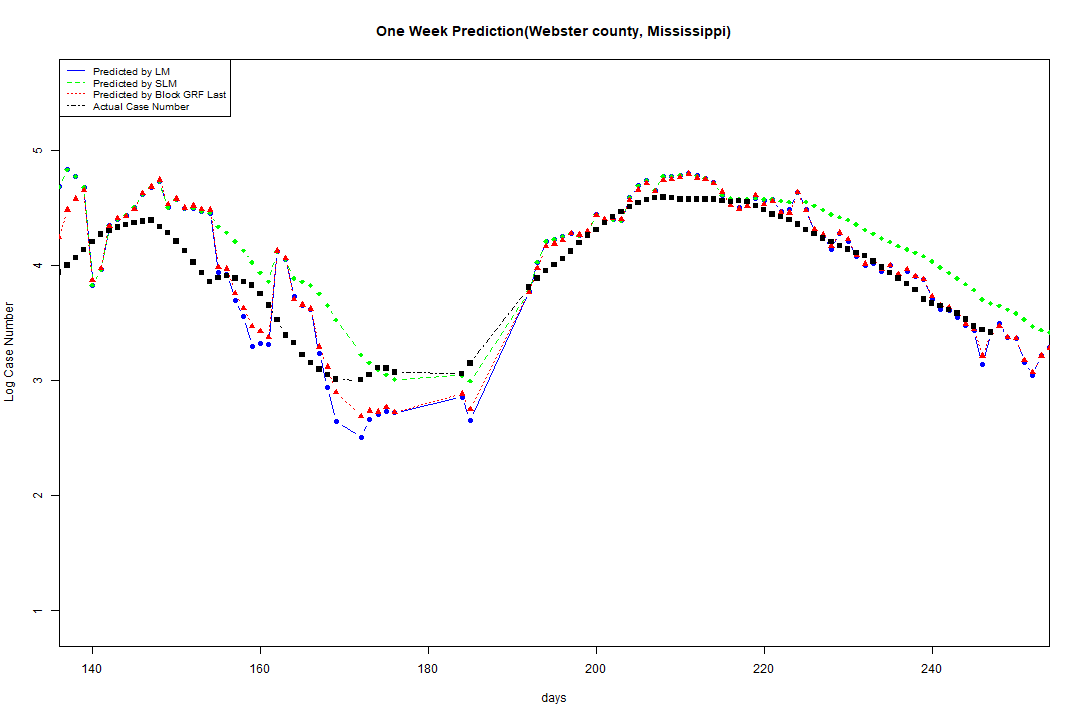 One Week Prediction(Webster county, Mississippi)
Predicted by LM
Predicted by SLM
Predicted by Block GRF Last
Actual Case Number
5
4
3
2
1
Log Case Number
140 160 180 200 220 240
days